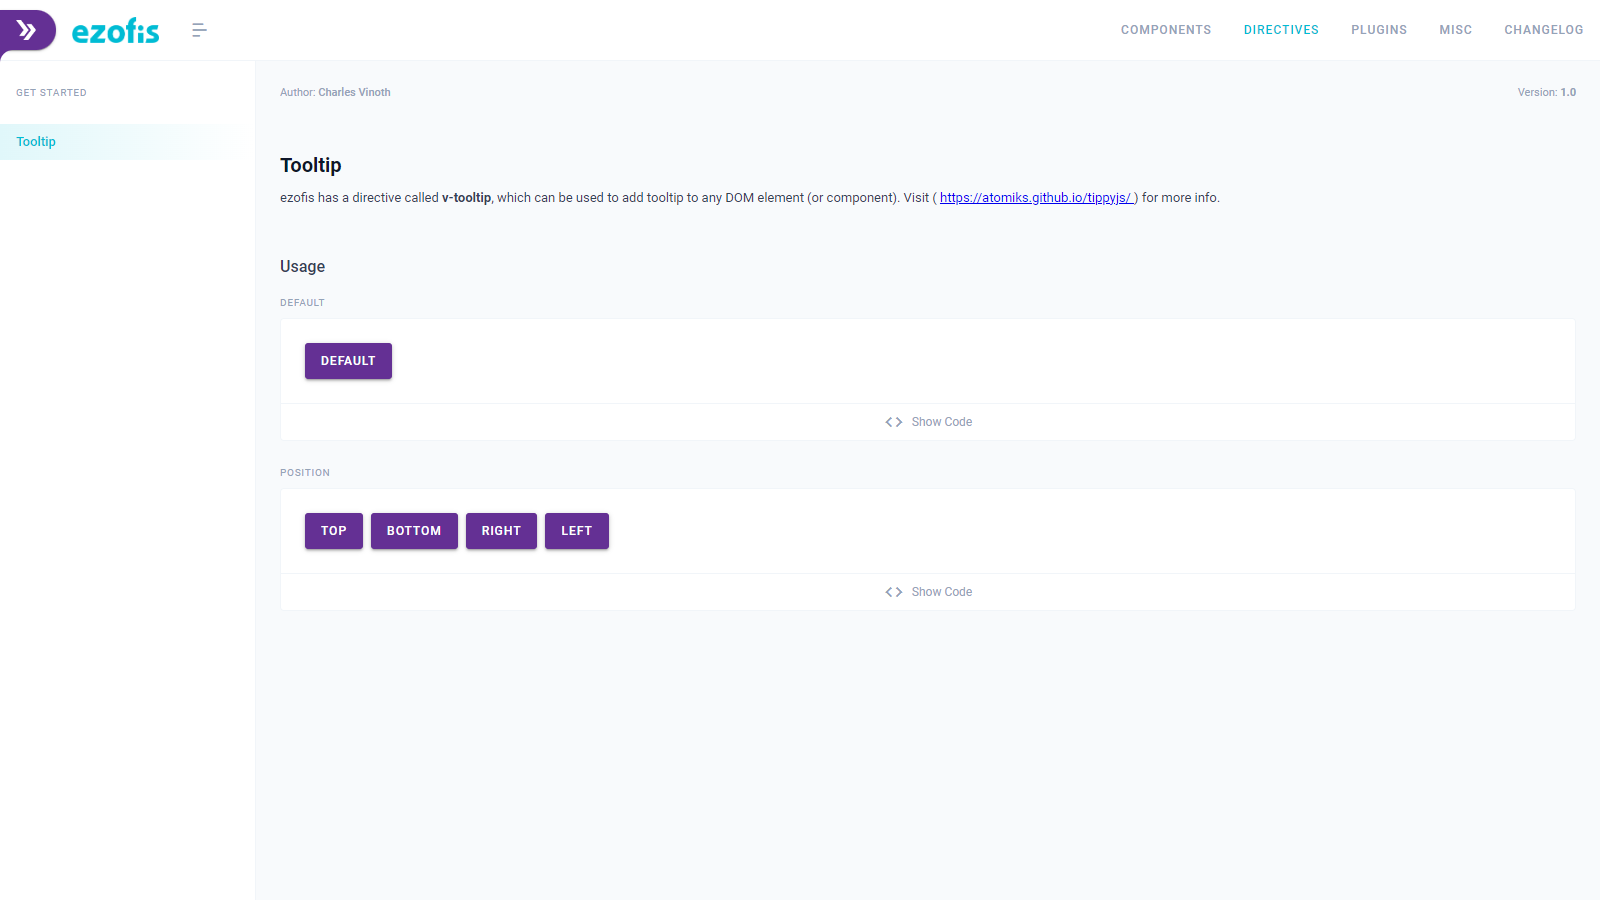 ezofis
COMPONENTS DIRECTIVES PLUGINS MISC CHANGELOG
GET STARTED
Tooltip
Author: Charles Vinoth
Version: 1.0
Tooltip
ezofis has a directive called v-tooltip, which can be used to add tooltip to any DOM element (or component). Visit ( https://atomiks.github.io/tippyjs/ ) for more info.
Usage
DEFAULT
DEFAULT
Show Code
POSITION
TOP BOTTOM RIGHT LEFT
Show Code